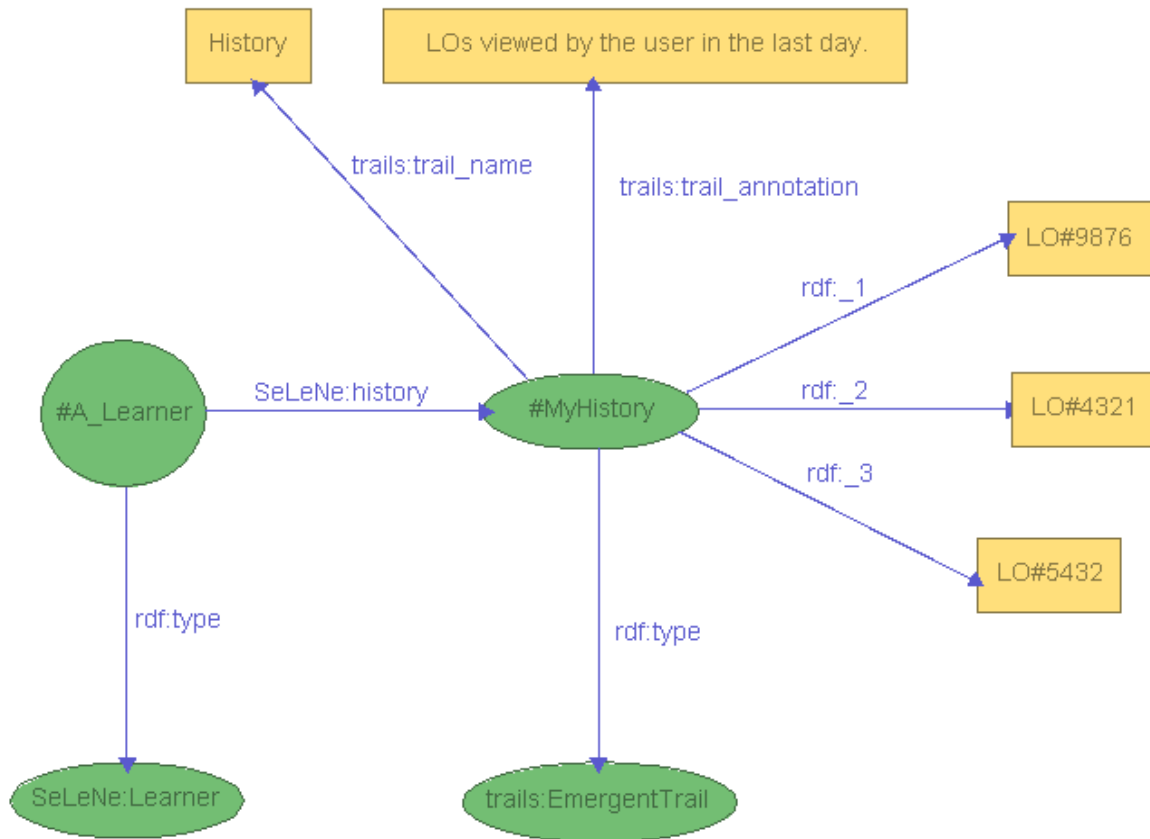 History
LOs viewed by the user in the last day.
trails:trail_name
trails:trail_annotation
LO#9876
rdf:_1
SeLeNe:history
#A_Learner
#MyHistory
rdf:_2
LO#4321
rdf:_3
LO#5432
rdf:type
rdf:type
SeLeNe:Learner
trails:EmergentTrail